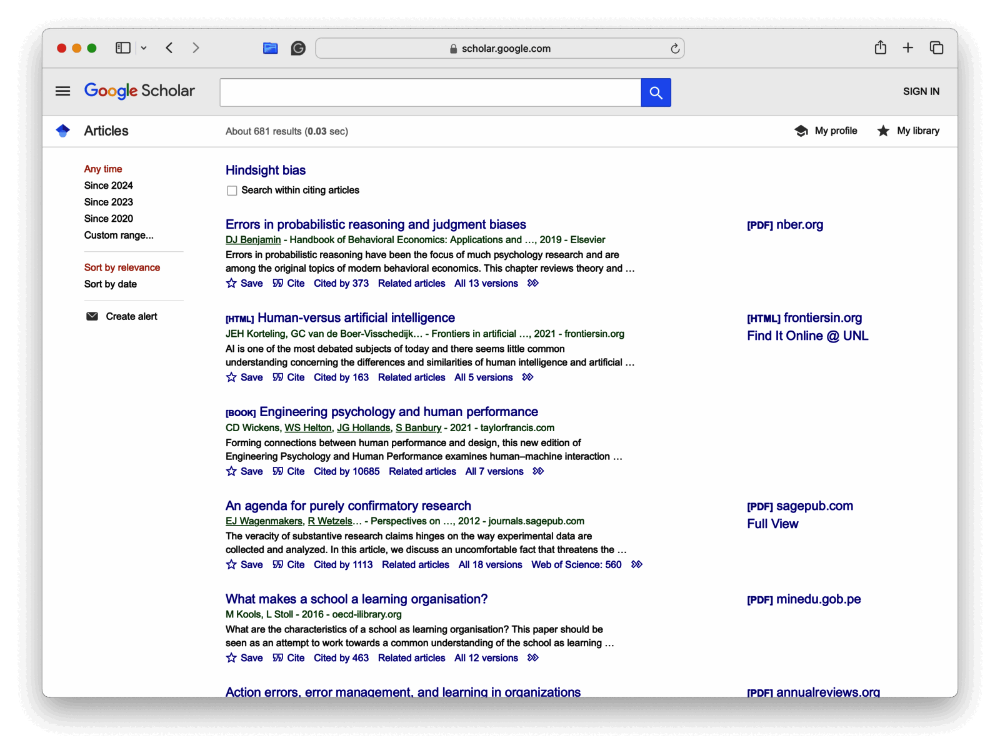 scholar.google.com
Google Scholar
SIGN IN
Articles
About 681 results (0.03 sec)
My profile
My library
Any time
Since 2024
Since 2023
Since 2020
Custom range...
Sort by relevance
Sort by date
Create alert
Hindsight bias
Search within citing articles
Errors in probabilistic reasoning and judgment biases
[PDF] nber.org
DJ Benjamin - Handbook of Behavioral Economics: Applications and …, 2019 - Elsevier
Errors in probabilistic reasoning have been the focus of much psychology research and are
among the original topics of modern behavioral economics. This chapter reviews theory and …
Save Cite Cited by 373 Related articles All 13 versions
[HTML] Human-versus artificial intelligence
[HTML] frontiersin.org
JEH Korteling, GC van de Boer-Visschedijk… - Frontiers in artificial …, 2021 - frontiersin.org
Find It Online @ UNL
AI is one of the most debated subjects of today and there seems little common
understanding concerning the differences and similarities of human intelligence and artificial …
Save Cite Cited by 163 Related articles All 5 versions
[BOOK] Engineering psychology and human performance
CD Wickens, WS Helton, JG Hollands, S Banbury - 2021 - taylorfrancis.com
Forming connections between human performance and design, this new edition of
Engineering Psychology and Human Performance examines human–machine interaction …
Save Cite Cited by 10685 Related articles All 7 versions
An agenda for purely confirmatory research
[PDF] sagepub.com
EJ Wagenmakers, R Wetzels… - Perspectives on …, 2012 - journals.sagepub.com
Full View
The veracity of substantive research claims hinges on the way experimental data are
collected and analyzed. In this article, we discuss an uncomfortable fact that threatens the …
Save Cite Cited by 1113 Related articles All 18 versions Web of Science: 560
What makes a school a learning organisation?
[PDF] minedu.gob.pe
M Kools, L Stoll - 2016 - oecd-ilibrary.org
What are the characteristics of a school as learning organisation? This paper should be
seen as an attempt to work towards a common understanding of the school as learning …
Save Cite Cited by 463 Related articles All 12 versions
Action errors, error management, and learning in organizations
[PDF] annualreviews.org